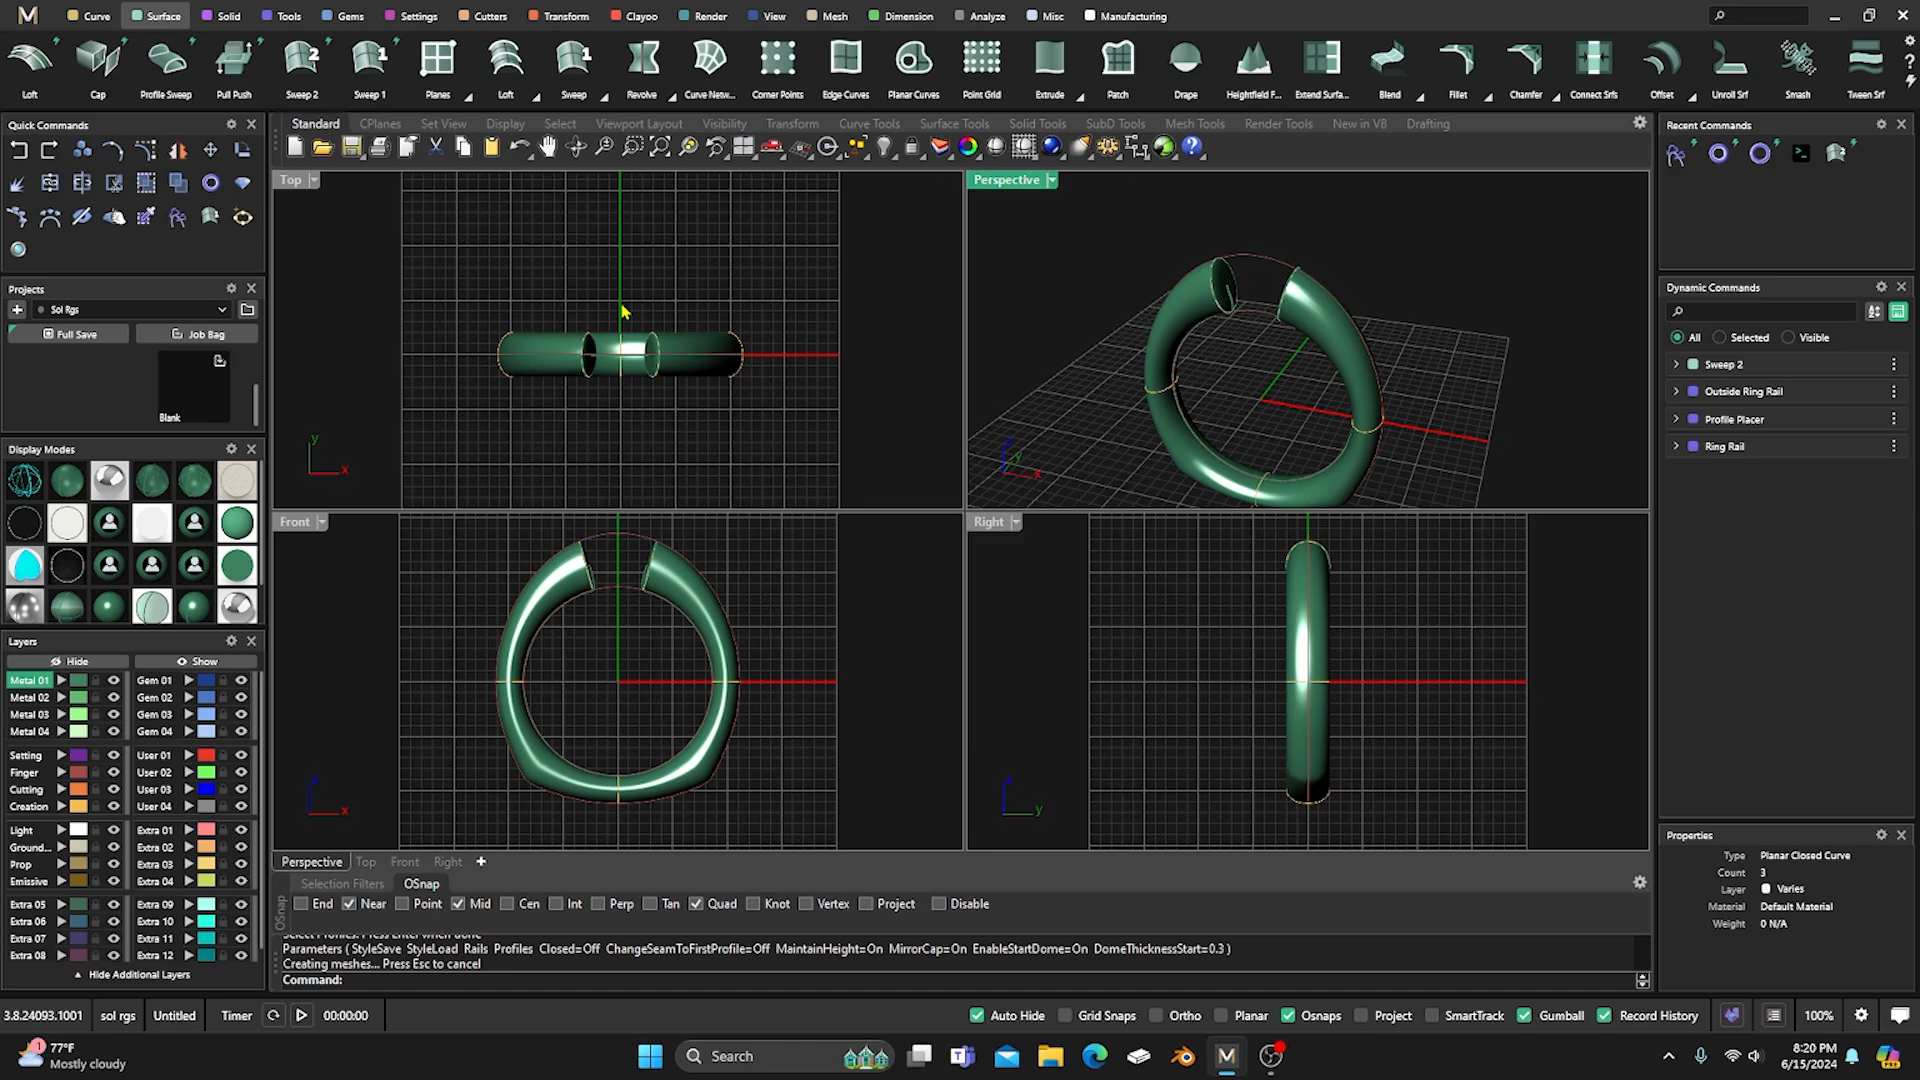 Curve Surface Solid Tools Gems Settings Cutters Transform Clayoo Render View Mesh Dimension Analyze Misc Manufacturing
Loft Cap Profile Sweep Pull Push Sweep 2 Sweep 1 Planes Loft Sweep Revolve Curve Netw... Corner Points Edge Curves Planar Curves Point Grid Extrude Patch Drape Heightfield F... Extend Surfa... Blend Fillet Chamfer Connect Srfs Offset Unroll Srf Smash Tween Srf
Quick Commands
Standard CPlanes Set View Display Select Viewport Layout Visibility Transform Curve Tools Surface Tools Solid Tools SubD Tools Mesh Tools Render Tools New in V8 Drafting
Recent Commands
Top
Perspective
Projects
Sol Rgs
Full Save Job Bag
Blank
Dynamic Commands
All Selected Visible
Sweep 2
Outside Ring Rail
Profile Placer
Ring Rail
Display Modes
Front
Right
Layers
Hide Show
Metal 01 Gem 01
Metal 02 Gem 02
Metal 03 Gem 03
Metal 04 Gem 04
Setting User 01
Finger User 02
Cutting User 03
Creation User 04
Light Extra 01
Ground... Extra 02
Prop Extra 03
Emissive Extra 04
Extra 05 Extra 09
Extra 06 Extra 10
Extra 07 Extra 11
Extra 08 Extra 12
Hide Additional Layers
Properties
Type Planar Closed Curve
Count 3
Layer Varies
Material Default Material
Weight 0 N/A
Perspective Top Front Right
Selection Filters OSnap
OSnap
End Near Point Mid Cen Int Perp Tan Quad Knot Vertex Project Disable
Select Profiles. Press Enter when done
Parameters ( StyleSave StyleLoad Rails Profiles Closed=Off ChangeSeamToFirstProfile=Off MaintainHeight=On MirrorCap=On EnableStartDome=On DomeThicknessStart=0.3 )
Creating meshes... Press Esc to cancel
Command:
3.8.24093.1001 sol rgs Untitled Timer 00:00:00 Auto Hide Grid Snaps Ortho Planar Osnaps Project SmartTrack Gumball Record History 100%
77°F
Mostly cloudy
Search
8:20 PM
6/15/2024